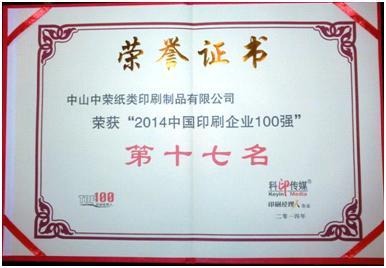 荣誉证书
中山中荣纸类印刷制品有限公司
荣获“2014中国印刷企业100强”
第十七名
TOP100
科印传媒®
Keyin Media
印刷经理人杂志
二零一四年